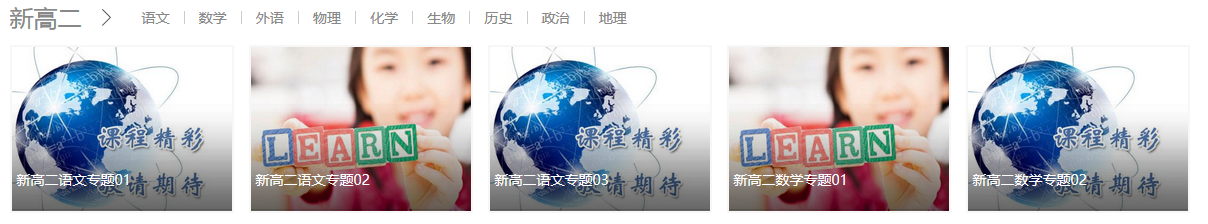 新高二 > 语文 | 数学 | 外语 | 物理 | 化学 | 生物 | 历史 | 政治 | 地理
课程精彩
敬请期待
新高二语文专题01
LEARN
新高二语文专题02
课程精彩
敬请期待
新高二语文专题03
LEARN
新高二数学专题01
课程精彩
敬请期待
新高二数学专题02